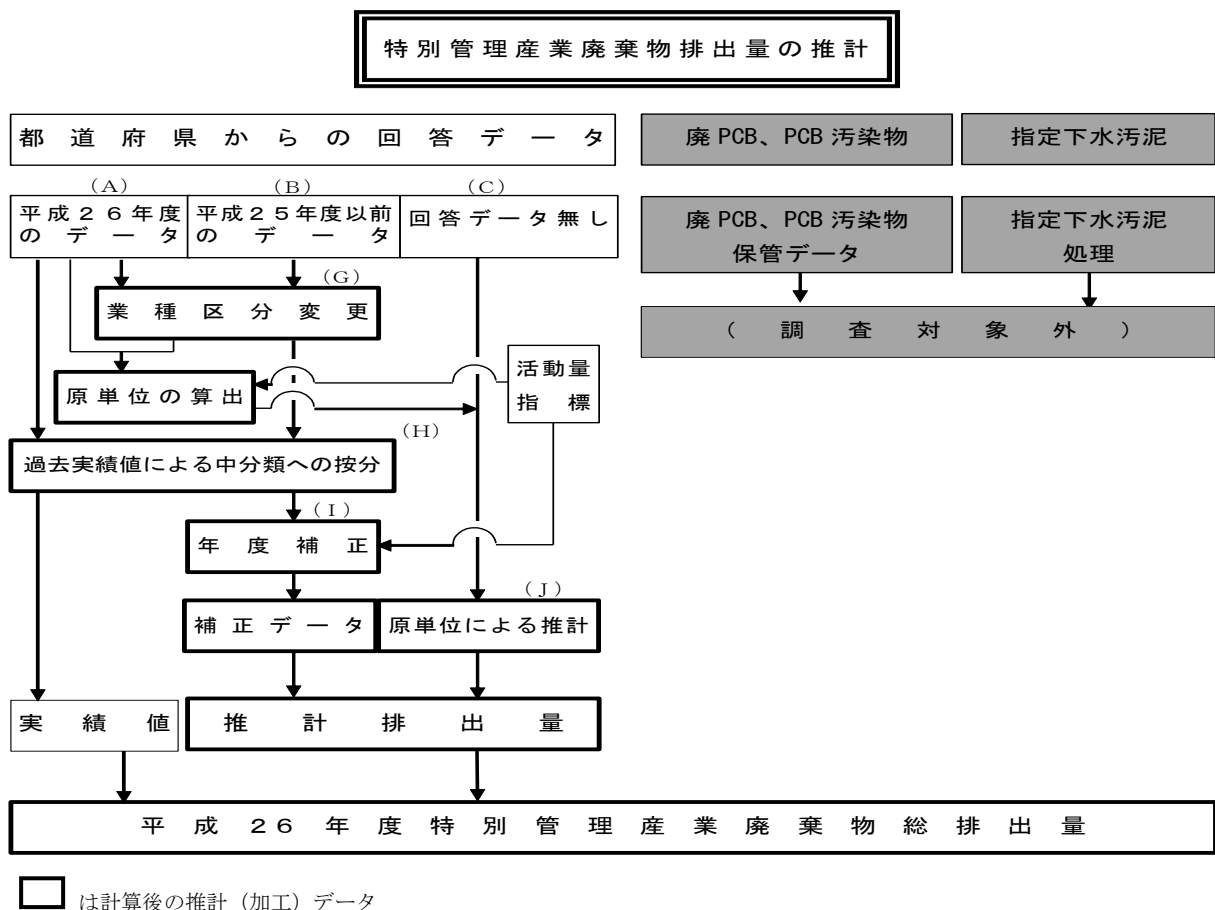 特別管理産業廃棄物排出量の推計
都道府県からの回答データ
廃PCB、PCB汚染物
指定下水汚泥
(A)
(B)
(C)
平成２６年度
のデータ
平成２５年度以前
のデータ
回答データ無し
廃PCB、PCB汚染物
保管データ
指定下水汚泥
処理
(G)
業種区分変更
（調査対象外）
活動量
指標
原単位の算出
(H)
過去実績値による中分類への按分
(I)
年度補正
(J)
補正データ
原単位による推計
実績値
推計排出量
平成２６年度特別管理産業廃棄物総排出量
は計算後の推計（加工）データ